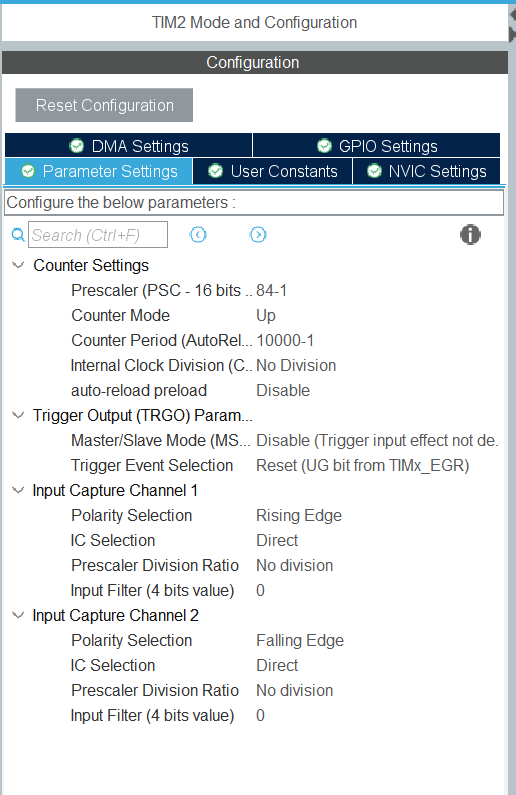 TIM2 Mode and Configuration
Configuration
Reset Configuration
DMA Settings GPIO Settings
Parameter Settings User Constants NVIC Settings
Configure the below parameters :
Search (Ctrl+F)
Counter Settings
Prescaler (PSC - 16 bits ... 84-1
Counter Mode Up
Counter Period (AutoRel... 10000-1
Internal Clock Division (C... No Division
auto-reload preload Disable
Trigger Output (TRGO) Param...
Master/Slave Mode (MS... Disable (Trigger input effect not de.
Trigger Event Selection Reset (UG bit from TIMx_EGR)
Input Capture Channel 1
Polarity Selection Rising Edge
IC Selection Direct
Prescaler Division Ratio No division
Input Filter (4 bits value) 0
Input Capture Channel 2
Polarity Selection Falling Edge
IC Selection Direct
Prescaler Division Ratio No division
Input Filter (4 bits value) 0